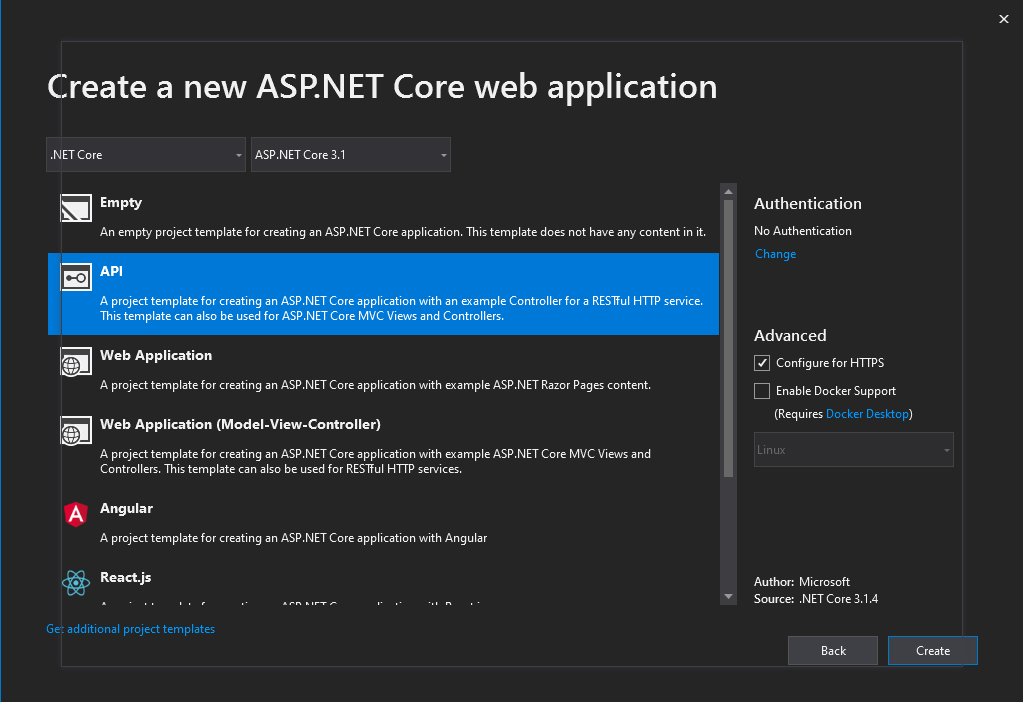 Create a new ASP.NET Core web application
.NET Core
ASP.NET Core 3.1
Empty
An empty project template for creating an ASP.NET Core application. This template does not have any content in it.
API
A project template for creating an ASP.NET Core application with an example Controller for a RESTful HTTP service.
This template can also be used for ASP.NET Core MVC Views and Controllers.
Web Application
A project template for creating an ASP.NET Core application with example ASP.NET Razor Pages content.
Web Application (Model-View-Controller)
A project template for creating an ASP.NET Core application with example ASP.NET Core MVC Views and
Controllers. This template can also be used for RESTful HTTP services.
Angular
A project template for creating an ASP.NET Core application with Angular
React.js
Get additional project templates
Authentication
No Authentication
Change
Advanced
Configure for HTTPS
Enable Docker Support
(Requires Docker Desktop)
Linux
Author: Microsoft
Source: .NET Core 3.1.4
Back
Create